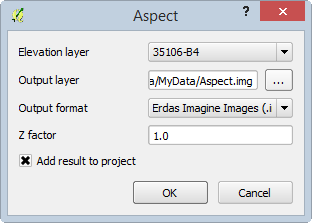 Aspect
Elevation layer 35106-B4
Output layer a/MyData/Aspect.img ...
Output format Erdas Imagine Images (.i
Z factor 1.0
Add result to project
OK Cancel